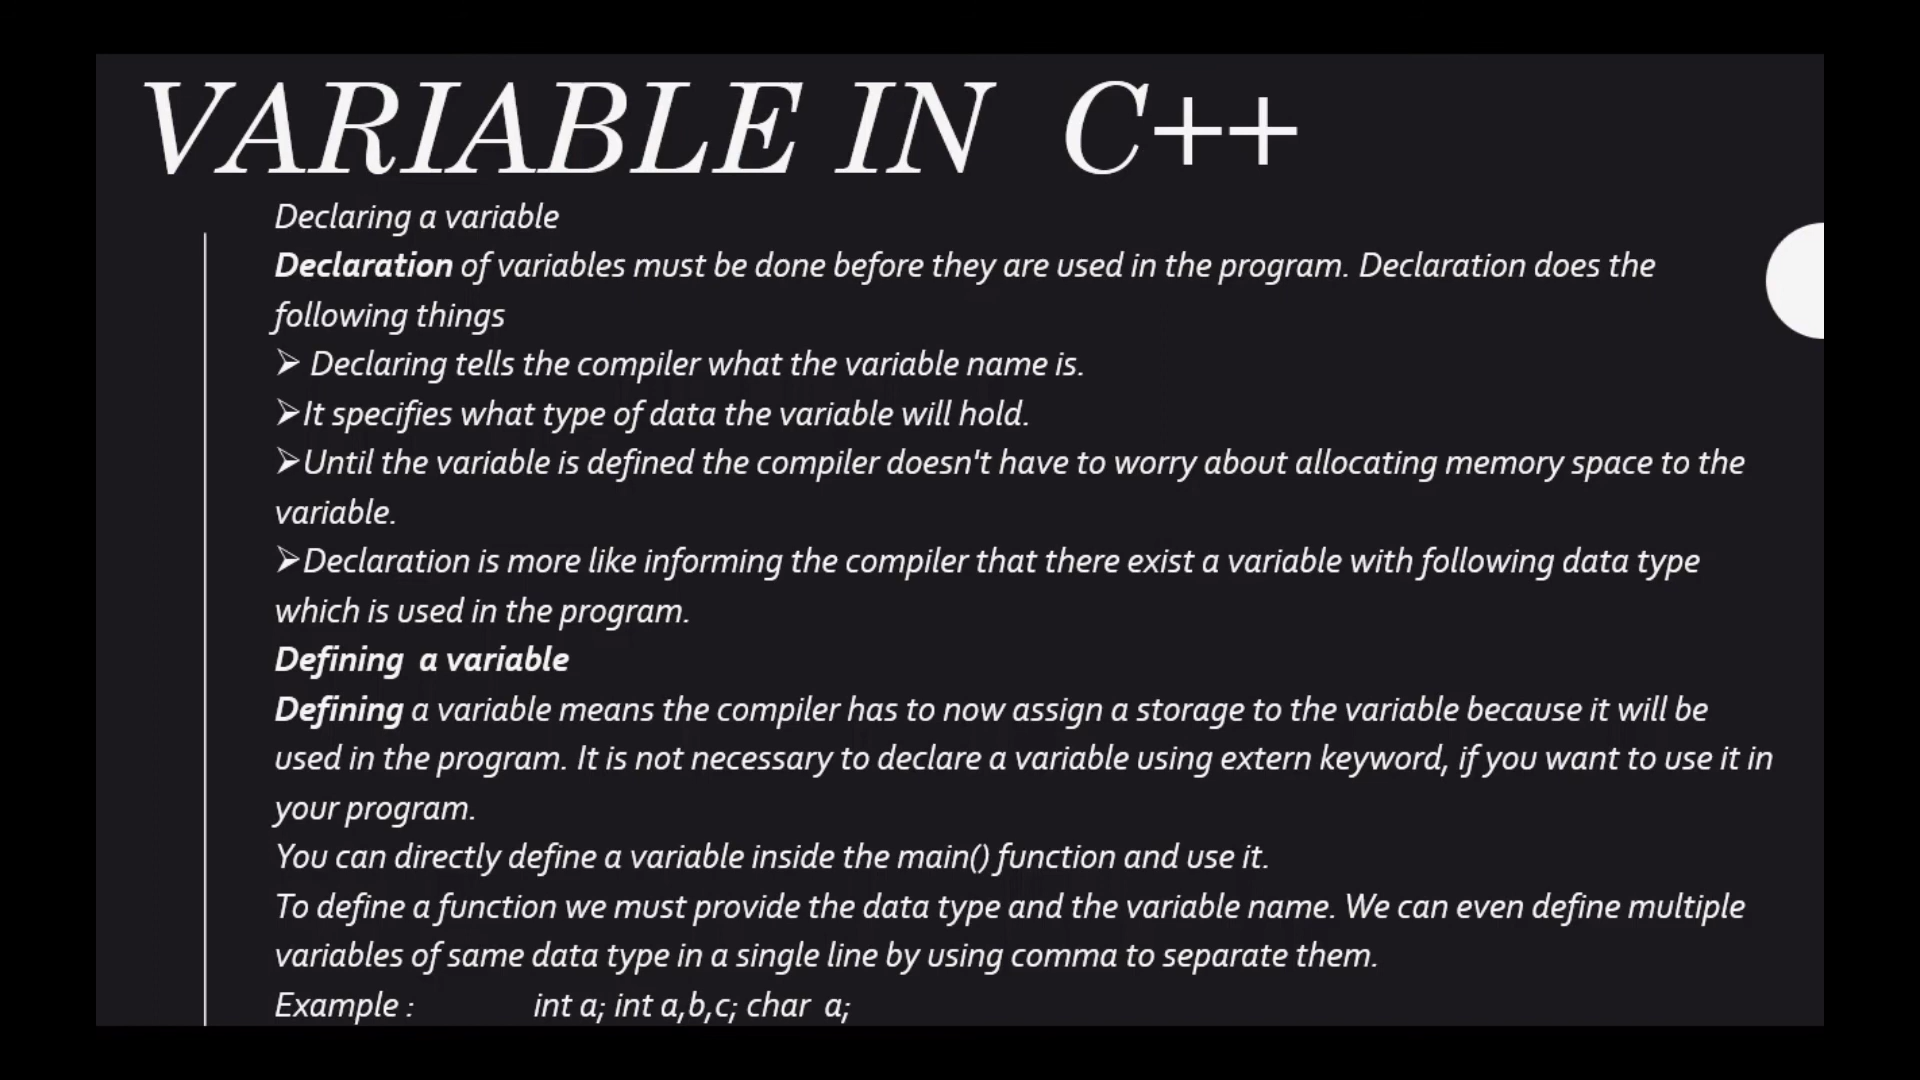 VARIABLE IN C++
Declaring a variable
Declaration of variables must be done before they are used in the program. Declaration does the
following things
➢ Declaring tells the compiler what the variable name is.
➢It specifies what type of data the variable will hold.
➢Until the variable is defined the compiler doesn't have to worry about allocating memory space to the
variable.
➢Declaration is more like informing the compiler that there exist a variable with following data type
which is used in the program.
Defining a variable
Defining a variable means the compiler has to now assign a storage to the variable because it will be
used in the program. It is not necessary to declare a variable using extern keyword, if you want to use it in
your program.
You can directly define a variable inside the main() function and use it.
To define a function we must provide the data type and the variable name. We can even define multiple
variables of same data type in a single line by using comma to separate them.
Example : int a; int a,b,c; char a;